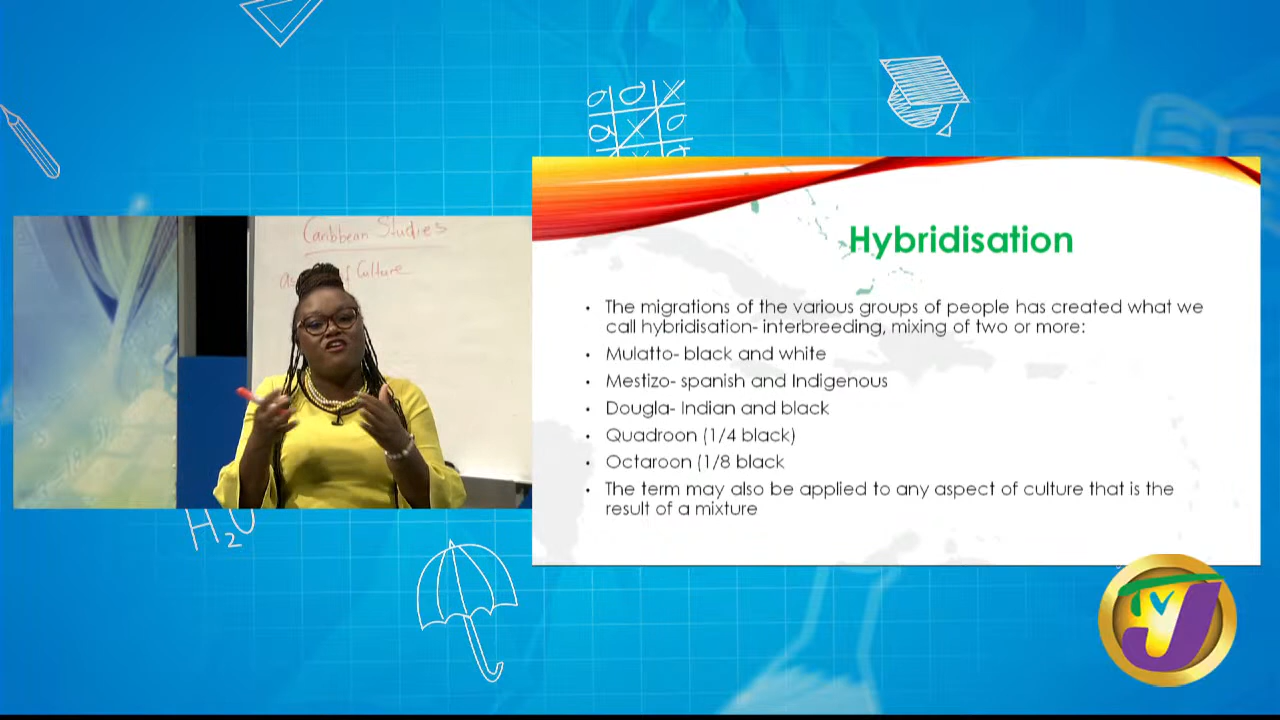 Caribbean Studies
Culture
Hybridisation
• The migrations of the various groups of people has created what we
call hybridisation- interbreeding, mixing of two or more:
• Mulatto- black and white
• Mestizo- spanish and Indigenous
• Dougla- Indian and black
• Quadroon (1/4 black)
• Octaroon (1/8 black
• The term may also be applied to any aspect of culture that is the
result of a mixture
H₂O
TVJ